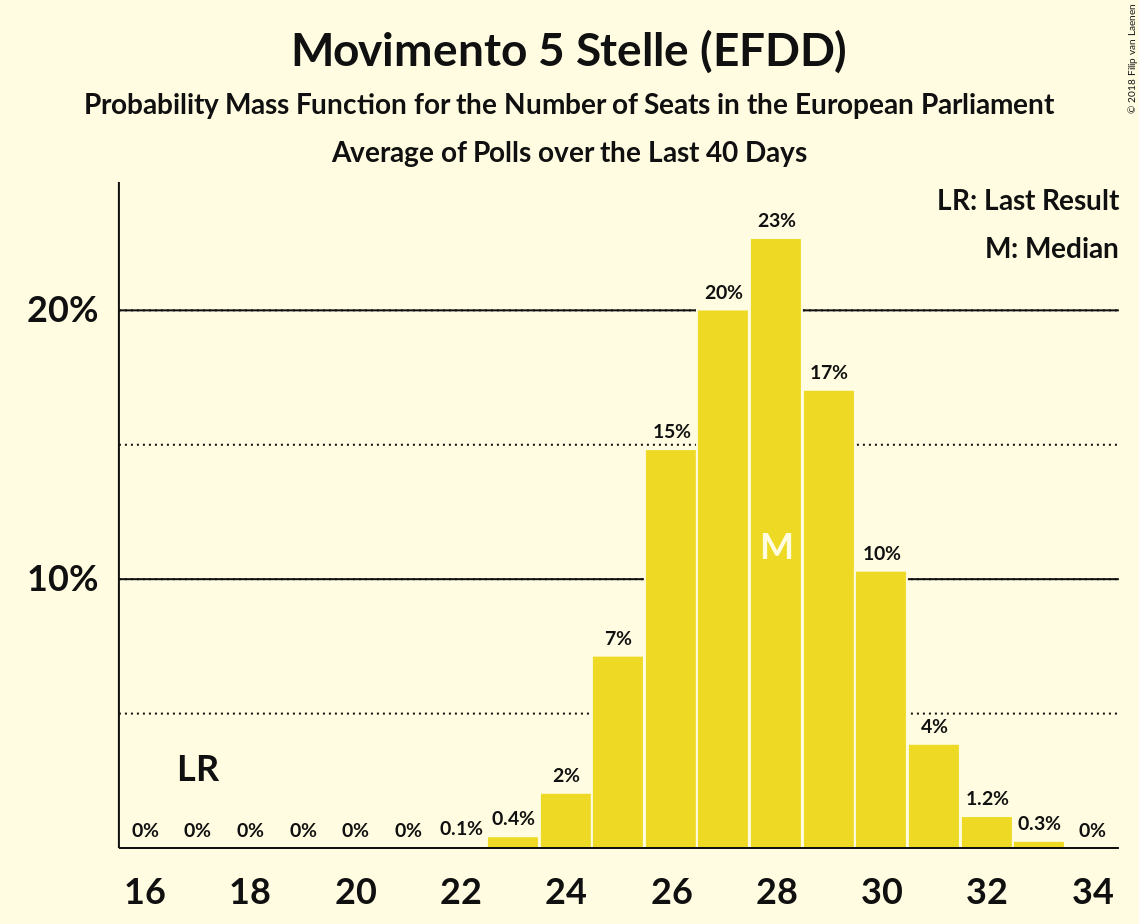 Movimento 5 Stelle (EFDD)
Probability Mass Function for the Number of Seats in the European Parliament
Average of Polls over the Last 40 Days
© 2018 Filip van Laenen
LR: Last Result
M: Median
23%
20%
20%
17%
15%
M
10%
10%
7%
4%
LR
2%
1.2%
0% 0% 0% 0% 0% 0% 0.1% 0.4% 0.3% 0%
16 18 20 22 24 26 28 30 32 34